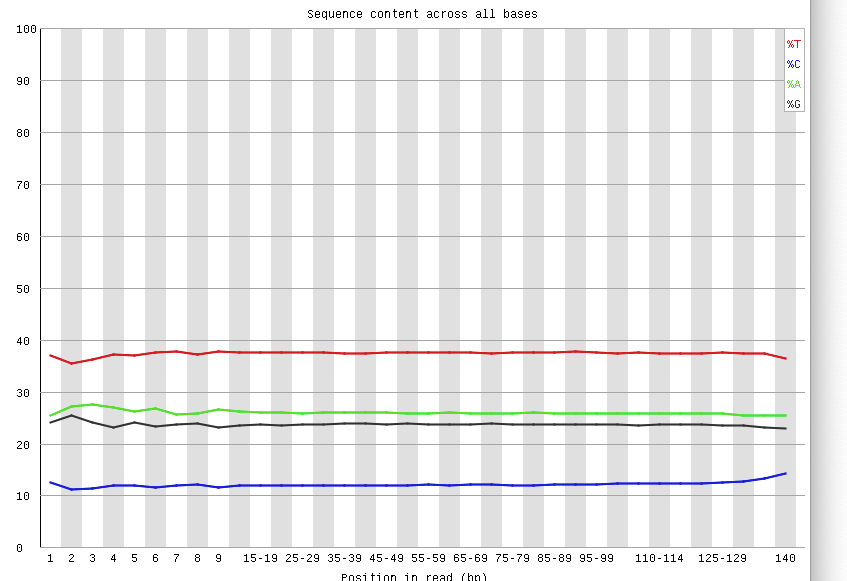 Sequence content across all bases
100
%T
%C
90
%A
%G
80
70
60
50
40
30
20
10
0
1 2 3 4 5 6 7 8 9 15-19 25-29 35-39 45-49 55-59 65-69 75-79 85-89 95-99 110-114 125-129 140
Position in read (bp)